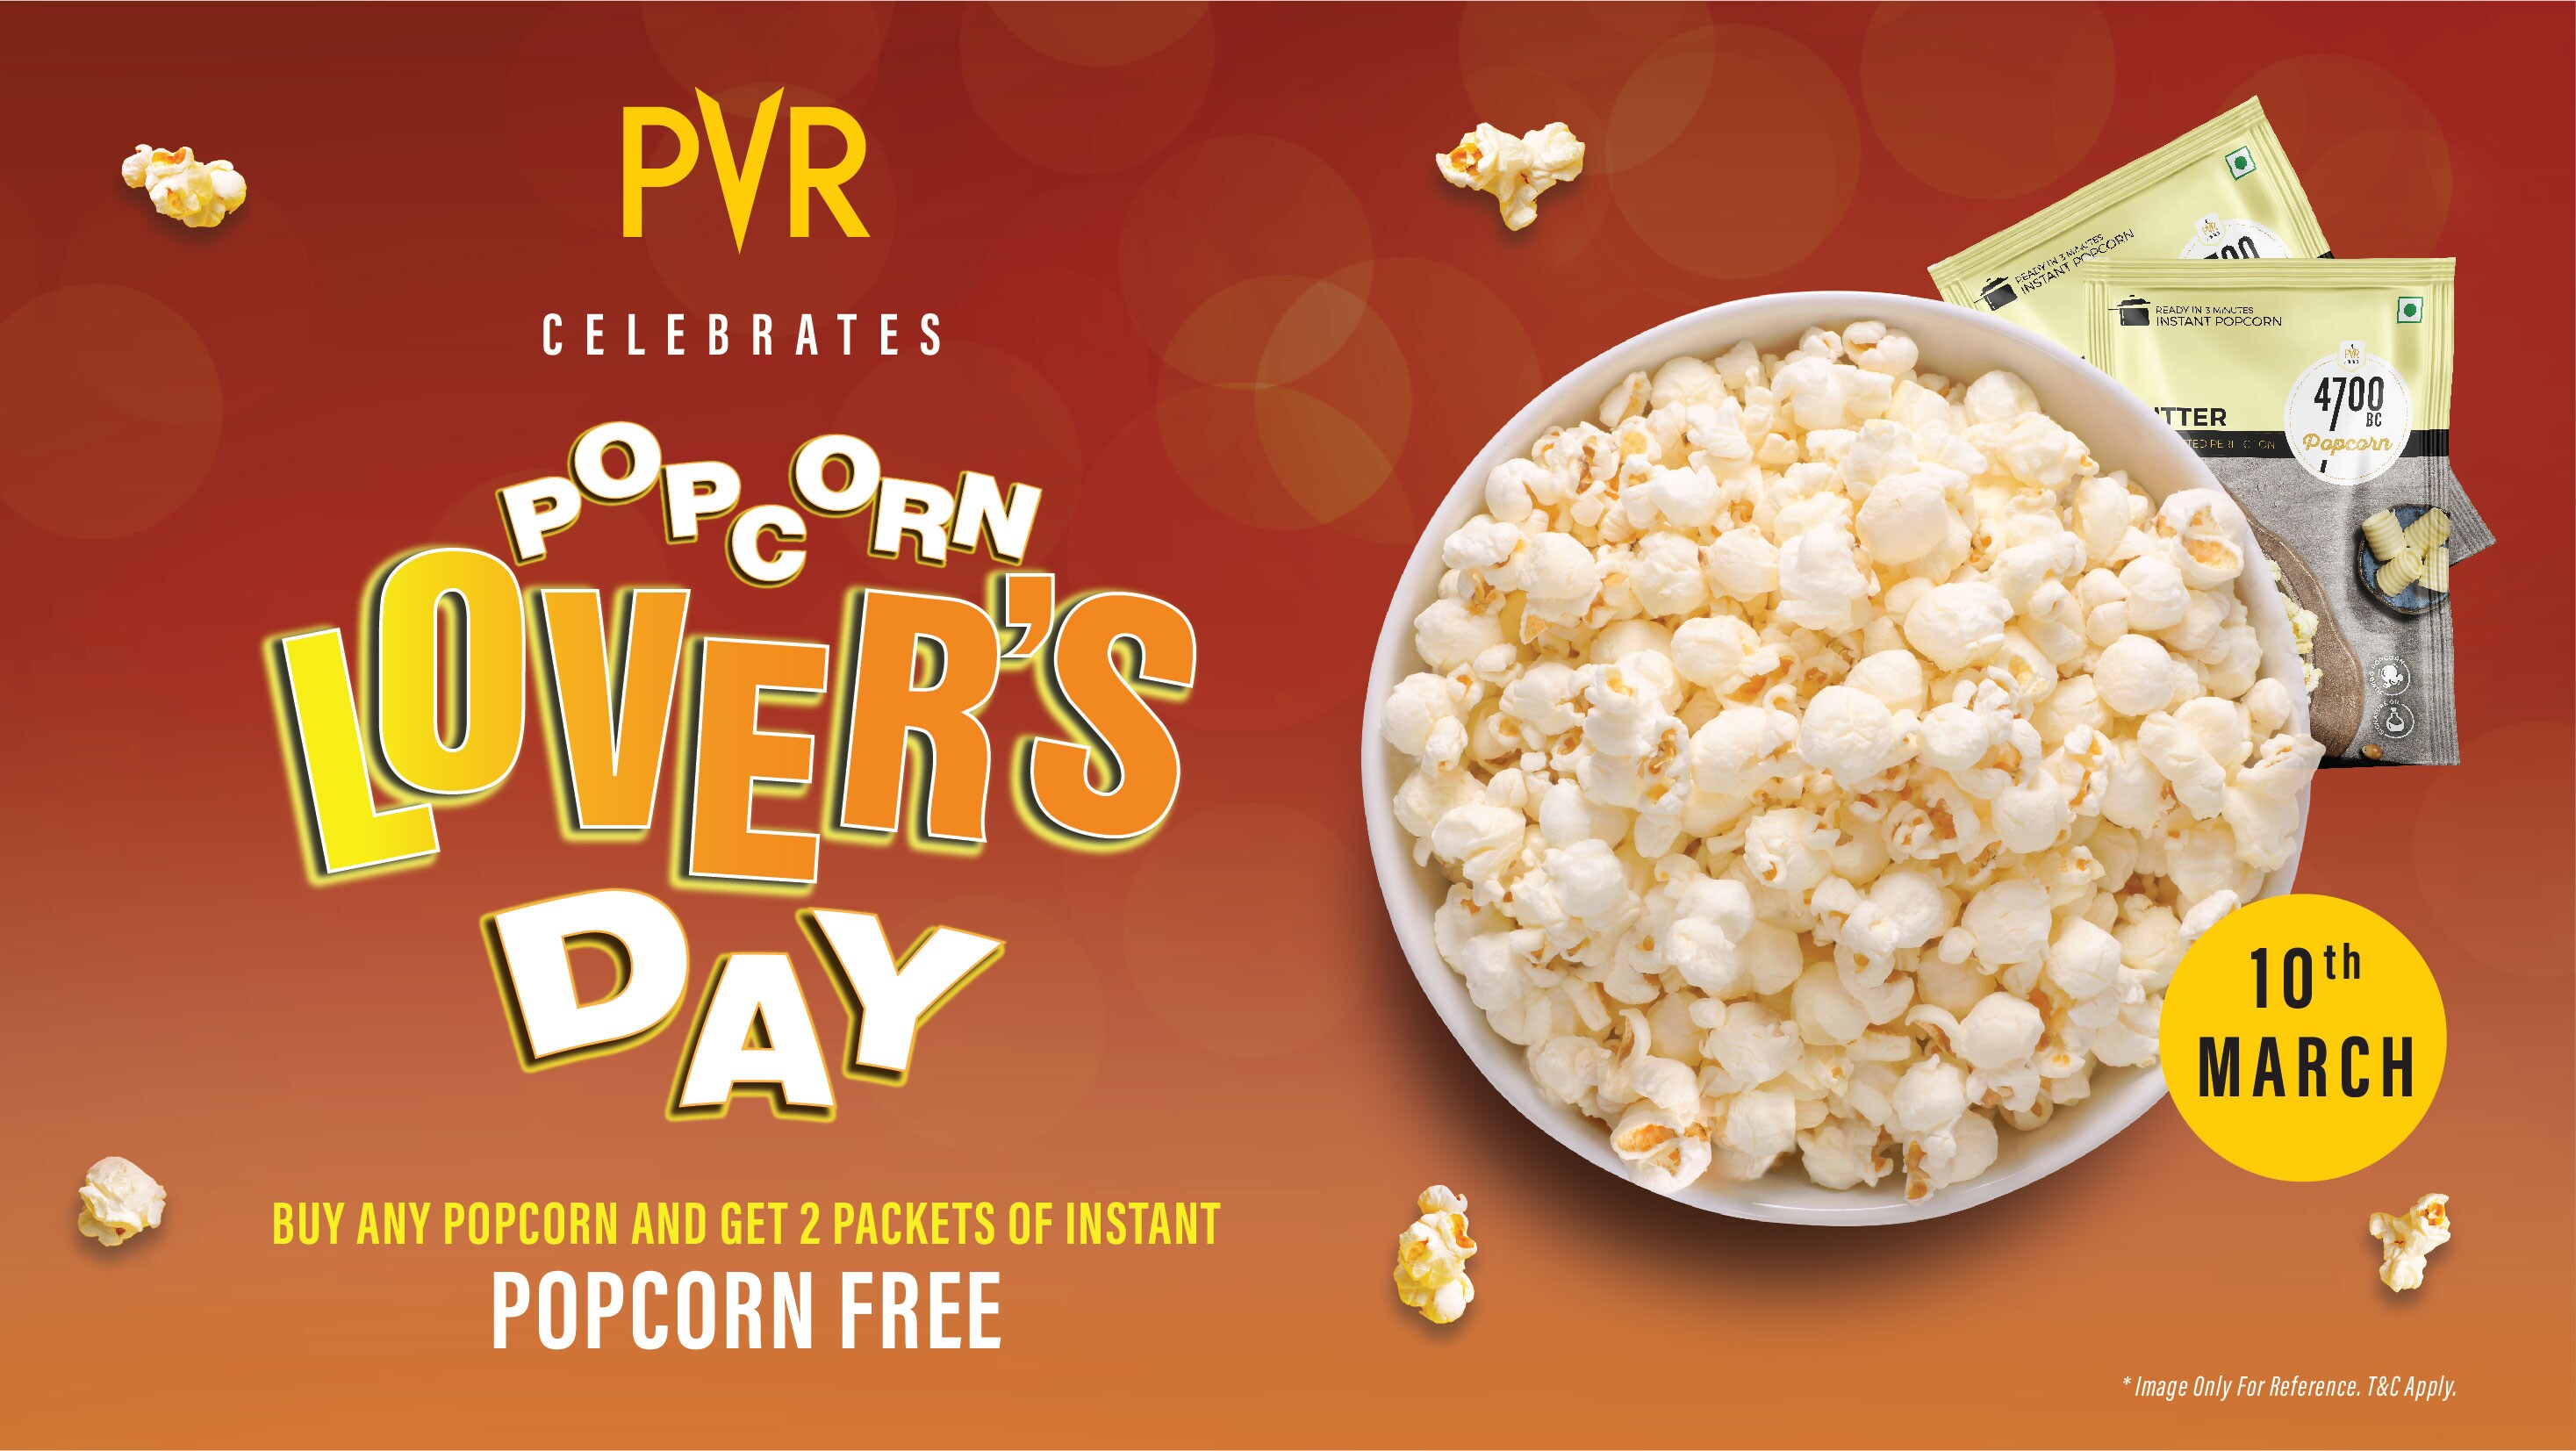 PVR
CELEBRATES
POPCORN
LOVER'S
DAY
BUY ANY POPCORN AND GET 2 PACKETS OF INSTANT
POPCORN FREE
READY IN 3 MINUTES
INSTANT POPCORN
READY IN 3 MINUTES
INSTANT POPCORN
PVR
4700
BC
Popcorn
10th
MARCH
* Image Only For Reference. T&C Apply.